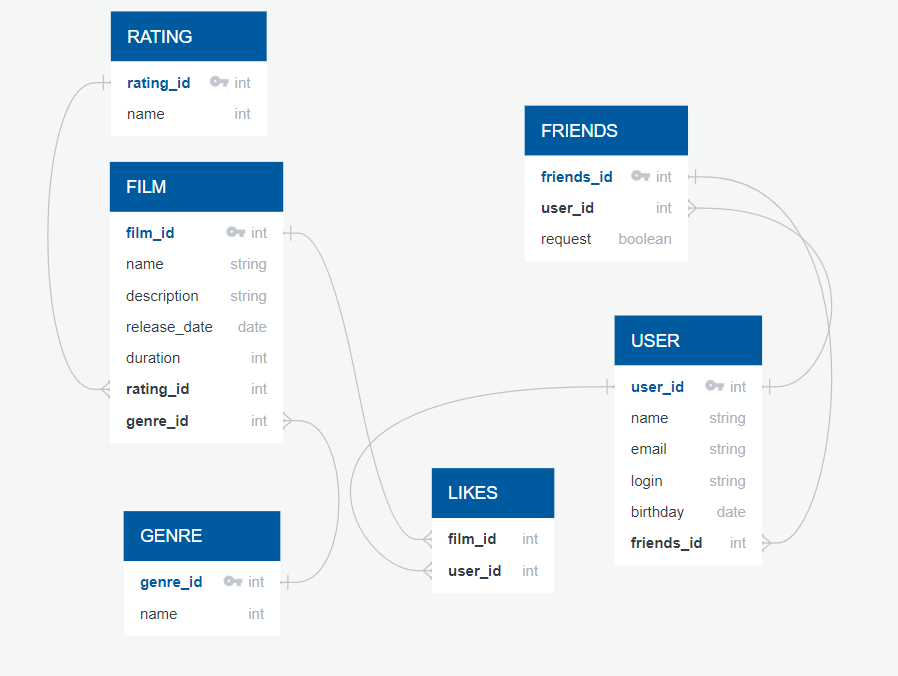 RATING
rating_id int
name int
FILM
film_id int
name string
description string
release_date date
duration int
rating_id int
genre_id int
GENRE
genre_id int
name int
LIKES
film_id int
user_id int
FRIENDS
friends_id int
user_id int
request boolean
USER
user_id int
name string
email string
login string
birthday date
friends_id int